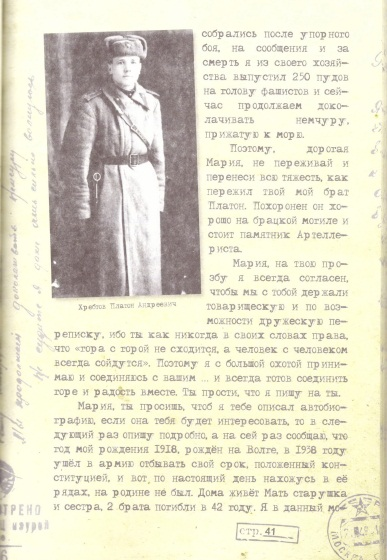 собрались после упорного
боя, на сообщения и за
смерть я из своего хозяй-
ства выпустил 250 пудов
на голову фашистов и сей-
час продолжаем доко-
лачивать немчуру,
прижатую к морю.
Поэтому, дорогая
Мария, не переживай и
перенеси всю тяжесть, как
пережил твой мой брат
Платон. Похоронен он хо-
рошо на брацкой могиле и
стоит памятник Артелле-
риста.
Мария, на твою про-
збу я всегда согласен,
чтобы мы с тобой держали
товарищескую и по воз-
можности дружескую пе-
реписку, ибо ты как никогда в своих словах права,
что «гора с горой не сходится, а человек с человеком
всегда сойдутся». Поэтому я с большой охотой прини-
маю и соединяюсь с вашим ... и всегда готов соединить
горе и радость вместе. Ты прости, что я пишу на ты.
Мария, ты просишь, чтоб я тебе описал автобио-
графию, если она тебя будет интересовать, то в сле-
дующий раз опишу подробно, а на сей раз сообщаю, что
год мой рождения 1918, рождён на Волге, в 1938 году
ушёл в армию отбывать свой срок, положенный кон-
ституцией, и вот по настоящий день нахожусь в её
рядах, на родине не был. Дома живёт Мать старушка
и сестра, 2 брата погибли в 42 году. Я в данный мо-
Хребтов Платон Андреевич
стр. 41